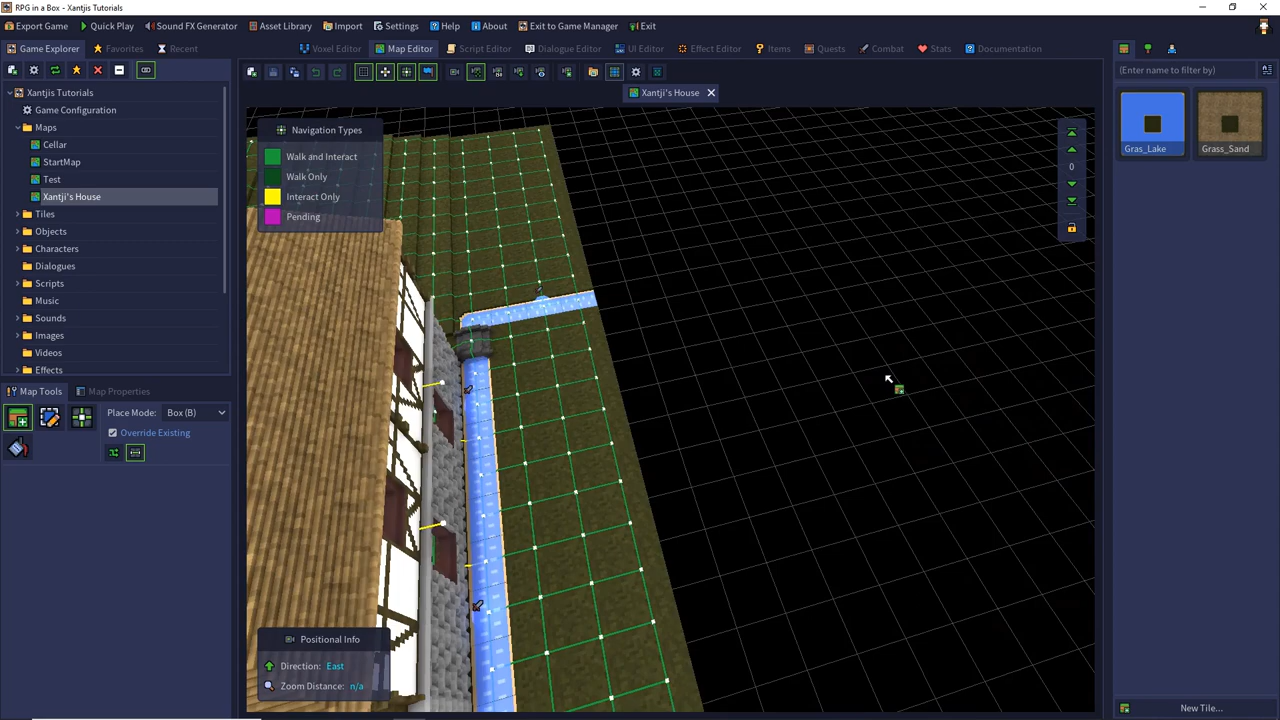 RPG in a Box — Xantjis Tutorials
Export Game Quick Play Sound FX Generator Asset Library Import Settings Help About Exit to Game Manager Exit
Game Explorer Favorites Recent Voxel Editor Map Editor Script Editor Dialogue Editor UI Editor Effect Editor Items Quests Combat Stats Documentation
(Enter name to filter by)
Xantji's House
Xantjis Tutorials
Game Configuration
Maps
Cellar
StartMap
Test
Xantji's House
Tiles
Objects
Characters
Dialogues
Scripts
Music
Sounds
Images
Videos
Effects
Navigation Types
Walk and Interact
Walk Only
Interact Only
Pending
0
Gras_Lake Grass_Sand
Map Tools Map Properties
Place Mode: Box (B)
Override Existing
Positional Info
Direction: East
Zoom Distance: n/a
New Tile...